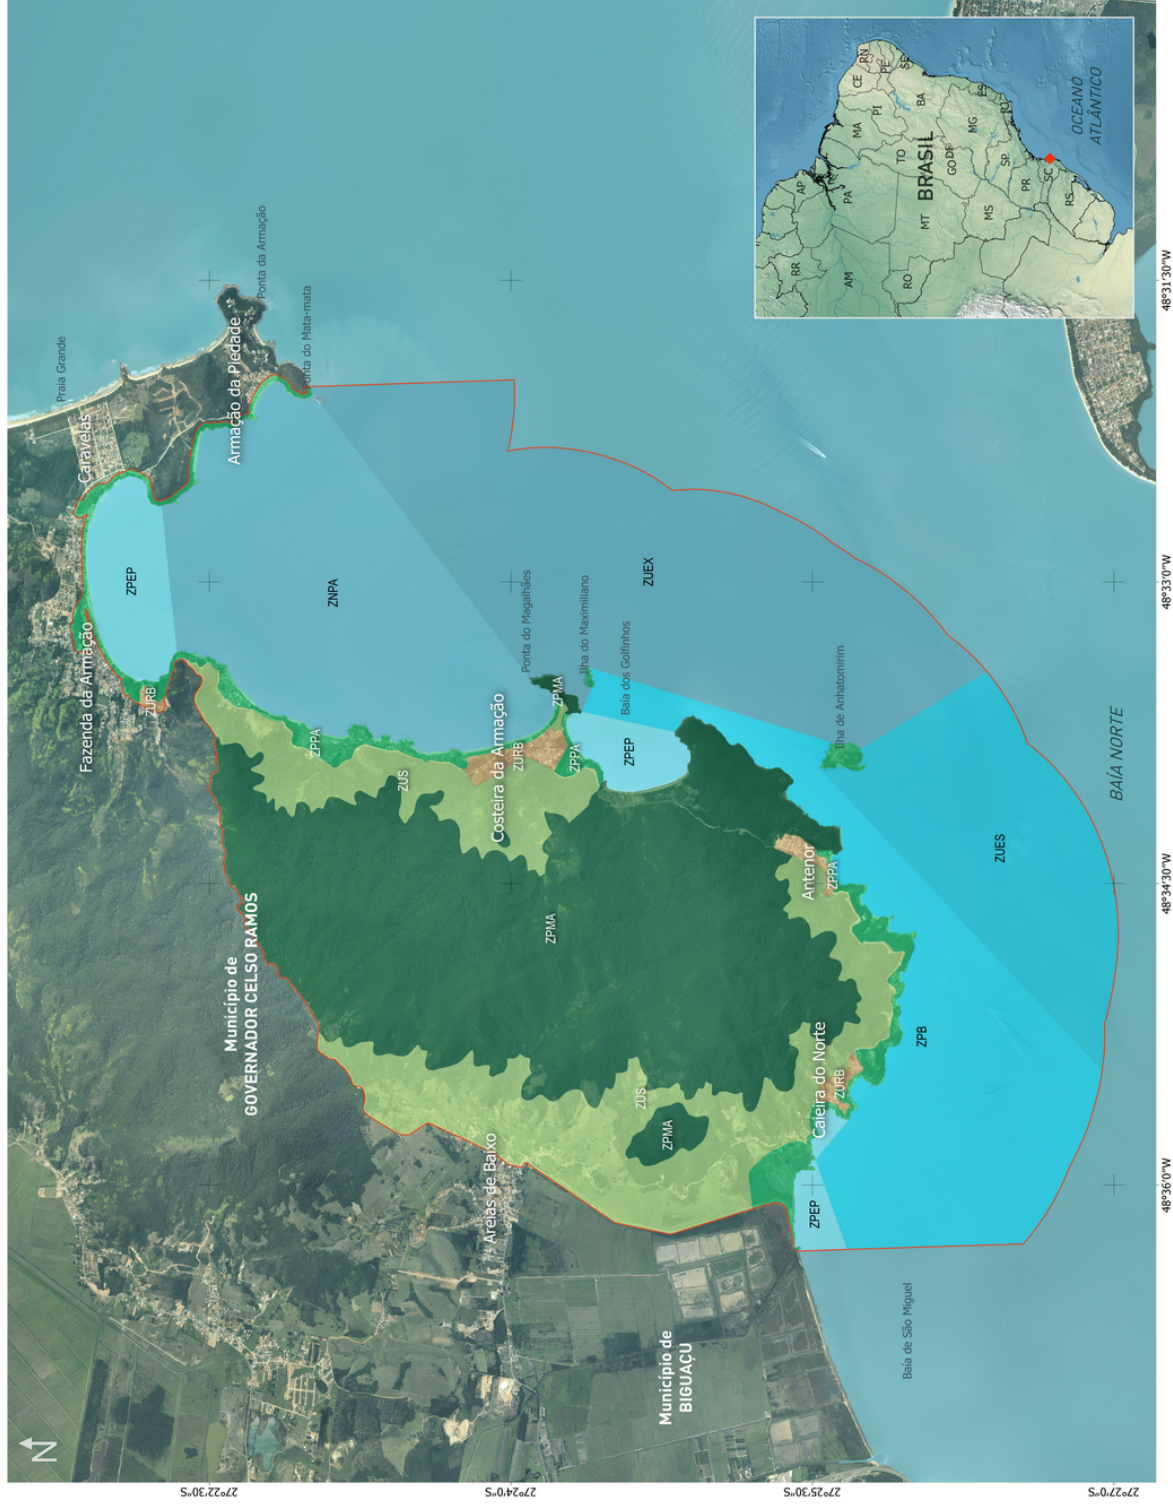 N
Praia Grande
Ponta da Armação
Ponta do Mata-mata
Caravelas
Armação da Piedade
Fazenda da Armação
ZPEP
ZURB
ZNPA
ZPPA
ZUS
Costeira da Armação
ZURB
ZPPA
ZPMA
Ponta do Magalhães
Ilha do Maximiliano
Baía dos Golfinhos
ZPEP
ZUEX
Ilha de Anhatomirim
Município de
GOVERNADOR CELSO RAMOS
ZPMA
Antenor
ZPPA
ZUES
BAÍA NORTE
Areias de Baixo
ZUS
ZPMA
Caieira do Norte
ZURB
ZPB
ZPEP
Município de
BIGUAÇU
Baía de São Miguel
27°22'30"S
27°24'0"S
27°25'30"S
27°27'0"S
48°36'0"W
48°34'30"W
48°33'0"W
48°31'30"W
BRASIL
OCEANO
ATLÂNTICO
RR
AP
AM
PA
MA
CE
RN
PI
PE
SE
BA
TO
RO
MT
GO
DF
MG
ES
MS
SP
RJ
PR
SC
RS